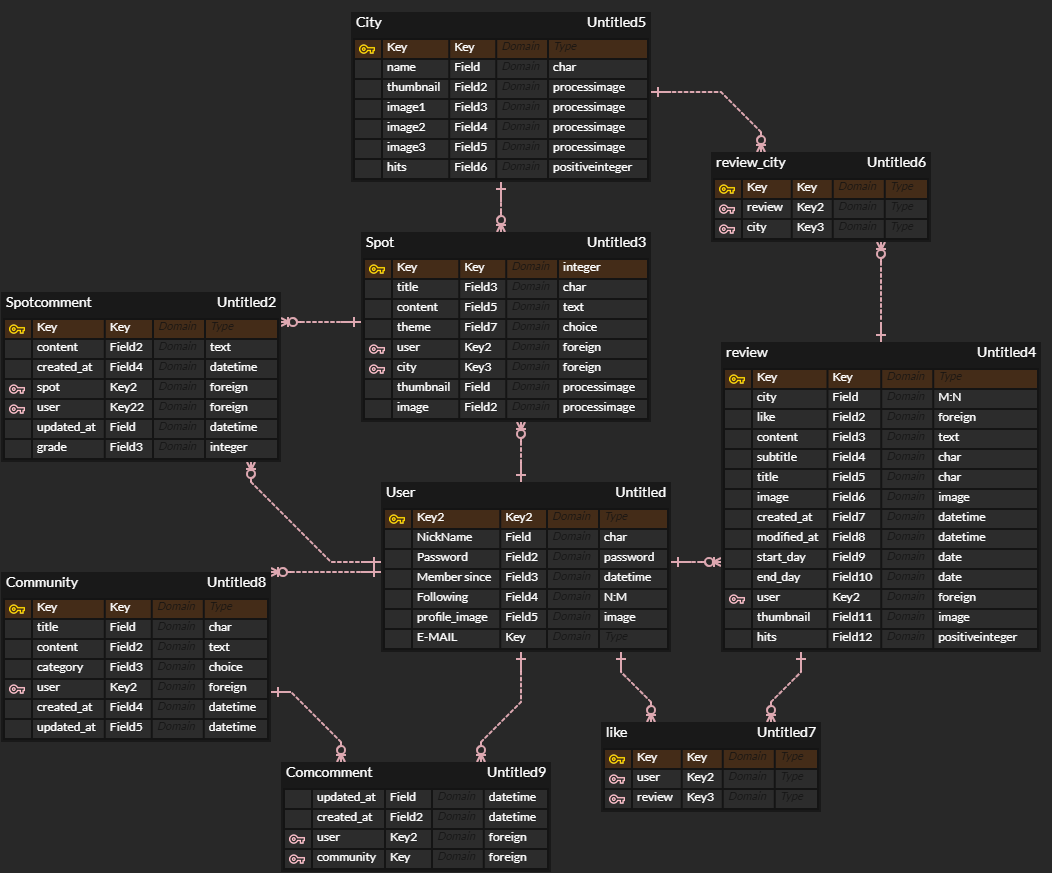 City Untitled5
Key Key Domain Type
name Field Domain char
thumbnail Field2 Domain processimage
image1 Field3 Domain processimage
image2 Field4 Domain processimage
image3 Field5 Domain processimage
hits Field6 Domain positiveinteger
review_city Untitled6
Key Key Domain Type
review Key2 Domain Type
city Key3 Domain Type
Spot Untitled3
Key Key Domain integer
title Field3 Domain char
content Field5 Domain text
theme Field7 Domain choice
user Key2 Domain foreign
city Key3 Domain foreign
thumbnail Field Domain processimage
image Field2 Domain processimage
Spotcomment Untitled2
Key Key Domain Type
content Field2 Domain text
created_at Field4 Domain datetime
spot Key2 Domain foreign
user Key22 Domain foreign
updated_at Field Domain datetime
grade Field3 Domain integer
review Untitled4
Key Key Domain Type
city Field Domain M:N
like Field2 Domain foreign
content Field3 Domain text
subtitle Field4 Domain char
title Field5 Domain char
image Field6 Domain image
created_at Field7 Domain datetime
modified_at Field8 Domain datetime
start_day Field9 Domain date
end_day Field10 Domain date
user Key2 Domain foreign
thumbnail Field11 Domain image
hits Field12 Domain positiveinteger
User Untitled
Key2 Key2 Domain Type
NickName Field Domain char
Password Field2 Domain password
Member since Field3 Domain datetime
Following Field4 Domain N:M
profile_image Field5 Domain image
E-MAIL Key Domain Type
Community Untitled8
Key Key Domain Type
title Field Domain char
content Field2 Domain text
category Field3 Domain choice
user Key2 Domain foreign
created_at Field4 Domain datetime
updated_at Field5 Domain datetime
like Untitled7
Key Key Domain Type
user Key2 Domain Type
review Key3 Domain Type
Comcomment Untitled9
updated_at Field Domain datetime
created_at Field2 Domain datetime
user Key2 Domain foreign
community Key Domain foreign